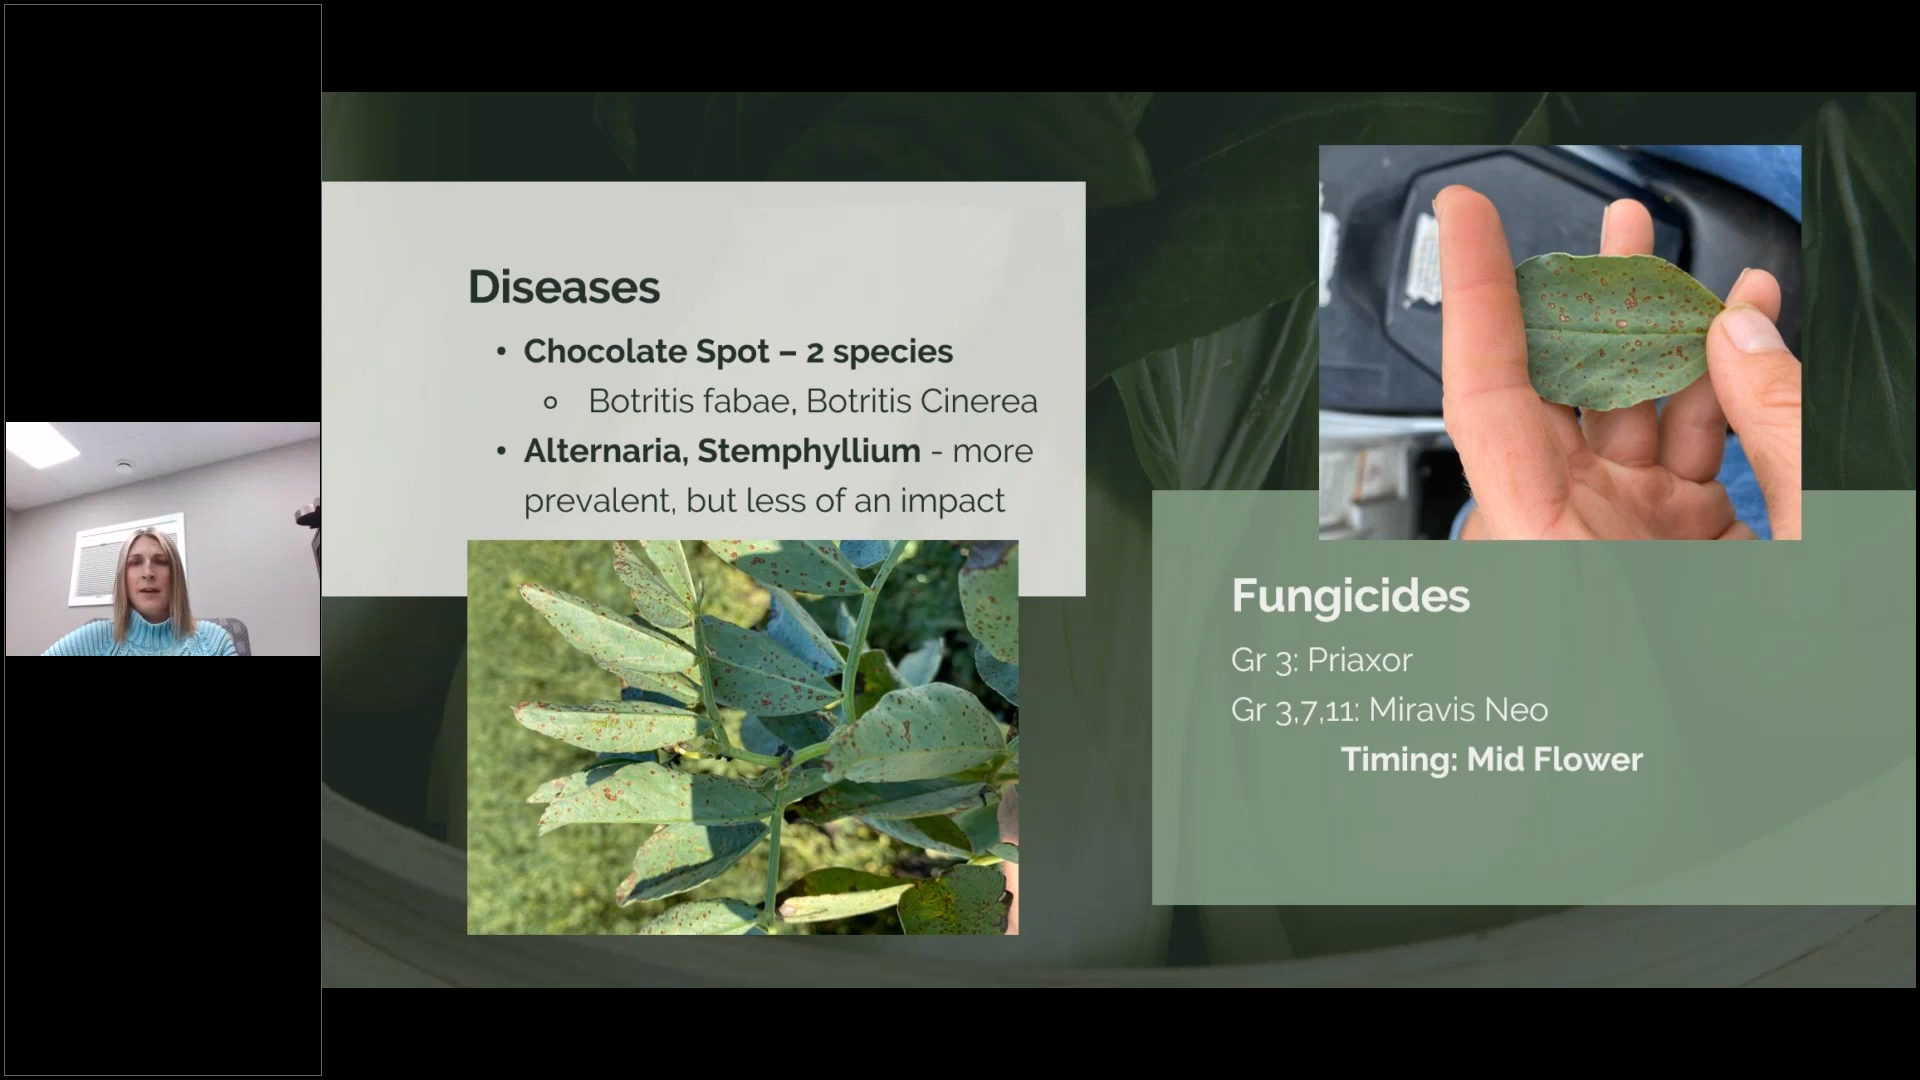 Diseases
• Chocolate Spot – 2 species
o Botritis fabae, Botritis Cinerea
• Alternaria, Stemphyllium - more
prevalent, but less of an impact
Fungicides
Gr 3: Priaxor
Gr 3,7,11: Miravis Neo
Timing: Mid Flower